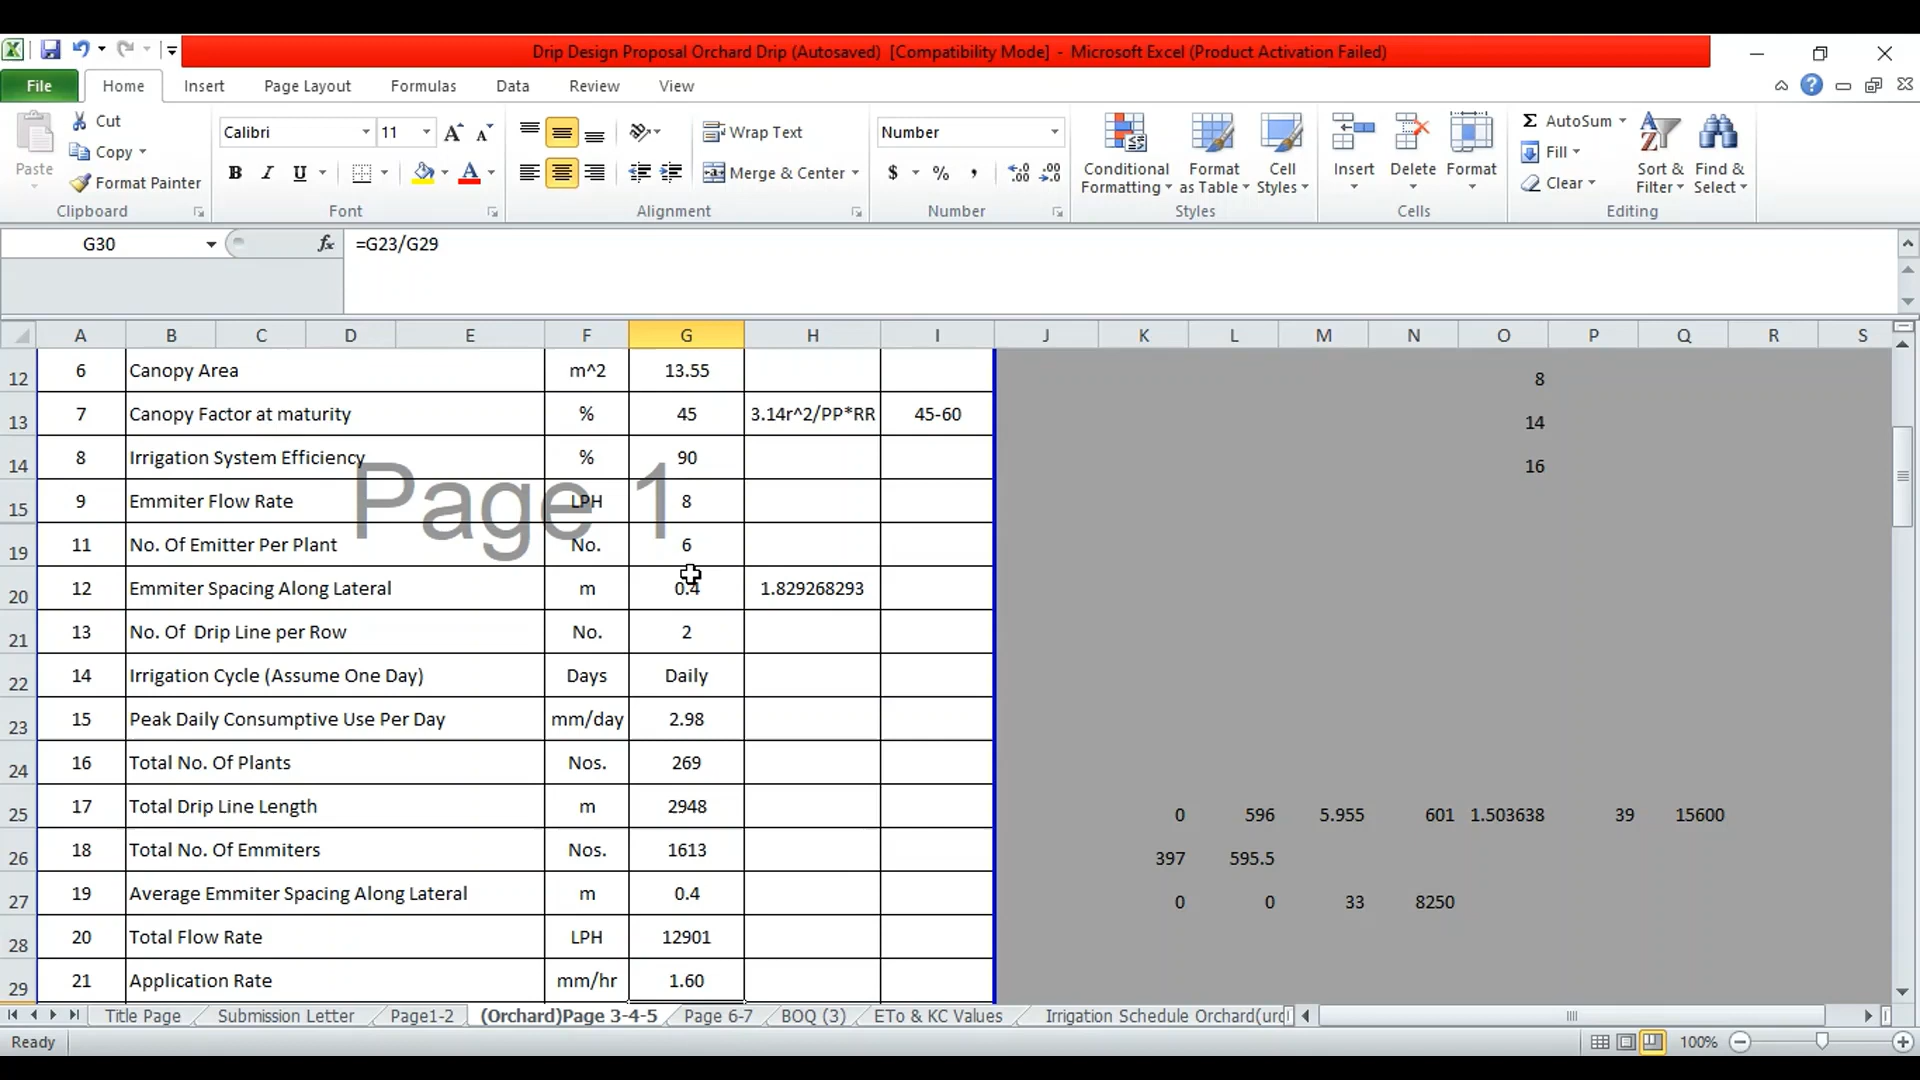 Drip Design Proposal Orchard Drip (Autosaved) [Compatibility Mode] - Microsoft Excel (Product Activation Failed)
File Home Insert Page Layout Formulas Data Review View
Paste
Cut
Copy
Format Painter
Clipboard
Calibri 11
B I U
Font
Wrap Text
Merge & Center
Alignment
Number
$ % ,
Number
Conditional Formatting
Format as Table
Cell Styles
Styles
Insert
Delete
Format
Cells
AutoSum
Fill
Clear
Sort & Filter
Find & Select
Editing
G30 fx =G23/G29
A B C D E F G H I J K L M N O P Q R S
12 6 Canopy Area m^2 13.55 8
13 7 Canopy Factor at maturity % 45 3.14r^2/PP*RR 45-60 14
14 8 Irrigation System Efficiency % 90 16
Page 1
15 9 Emmiter Flow Rate LPH 8
19 11 No. Of Emitter Per Plant No. 6
20 12 Emmiter Spacing Along Lateral m 0.4 1.829268293
21 13 No. Of Drip Line per Row No. 2
22 14 Irrigation Cycle (Assume One Day) Days Daily
23 15 Peak Daily Consumptive Use Per Day mm/day 2.98
24 16 Total No. Of Plants Nos. 269
25 17 Total Drip Line Length m 2948 0 596 5.955 601 1.503638 39 15600
26 18 Total No. Of Emmiters Nos. 1613 397 595.5
27 19 Average Emmiter Spacing Along Lateral m 0.4 0 0 33 8250
28 20 Total Flow Rate LPH 12901
29 21 Application Rate mm/hr 1.60
Title Page Submission Letter Page1-2 (Orchard)Page 3-4-5 Page 6-7 BOQ (3) ETo & KC Values Irrigation Schedule Orchard(urd
Ready 100%